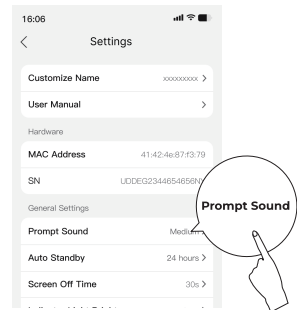 16:06
Settings
Customize Name xxxxxxxxx
User Manual
Hardware
MAC Address 41:42:4e:87:f3:79
SN UDDEG2344654656N
General Settings
Prompt Sound
Prompt Sound Medium
Auto Standby 24 hours
Screen Off Time 30s